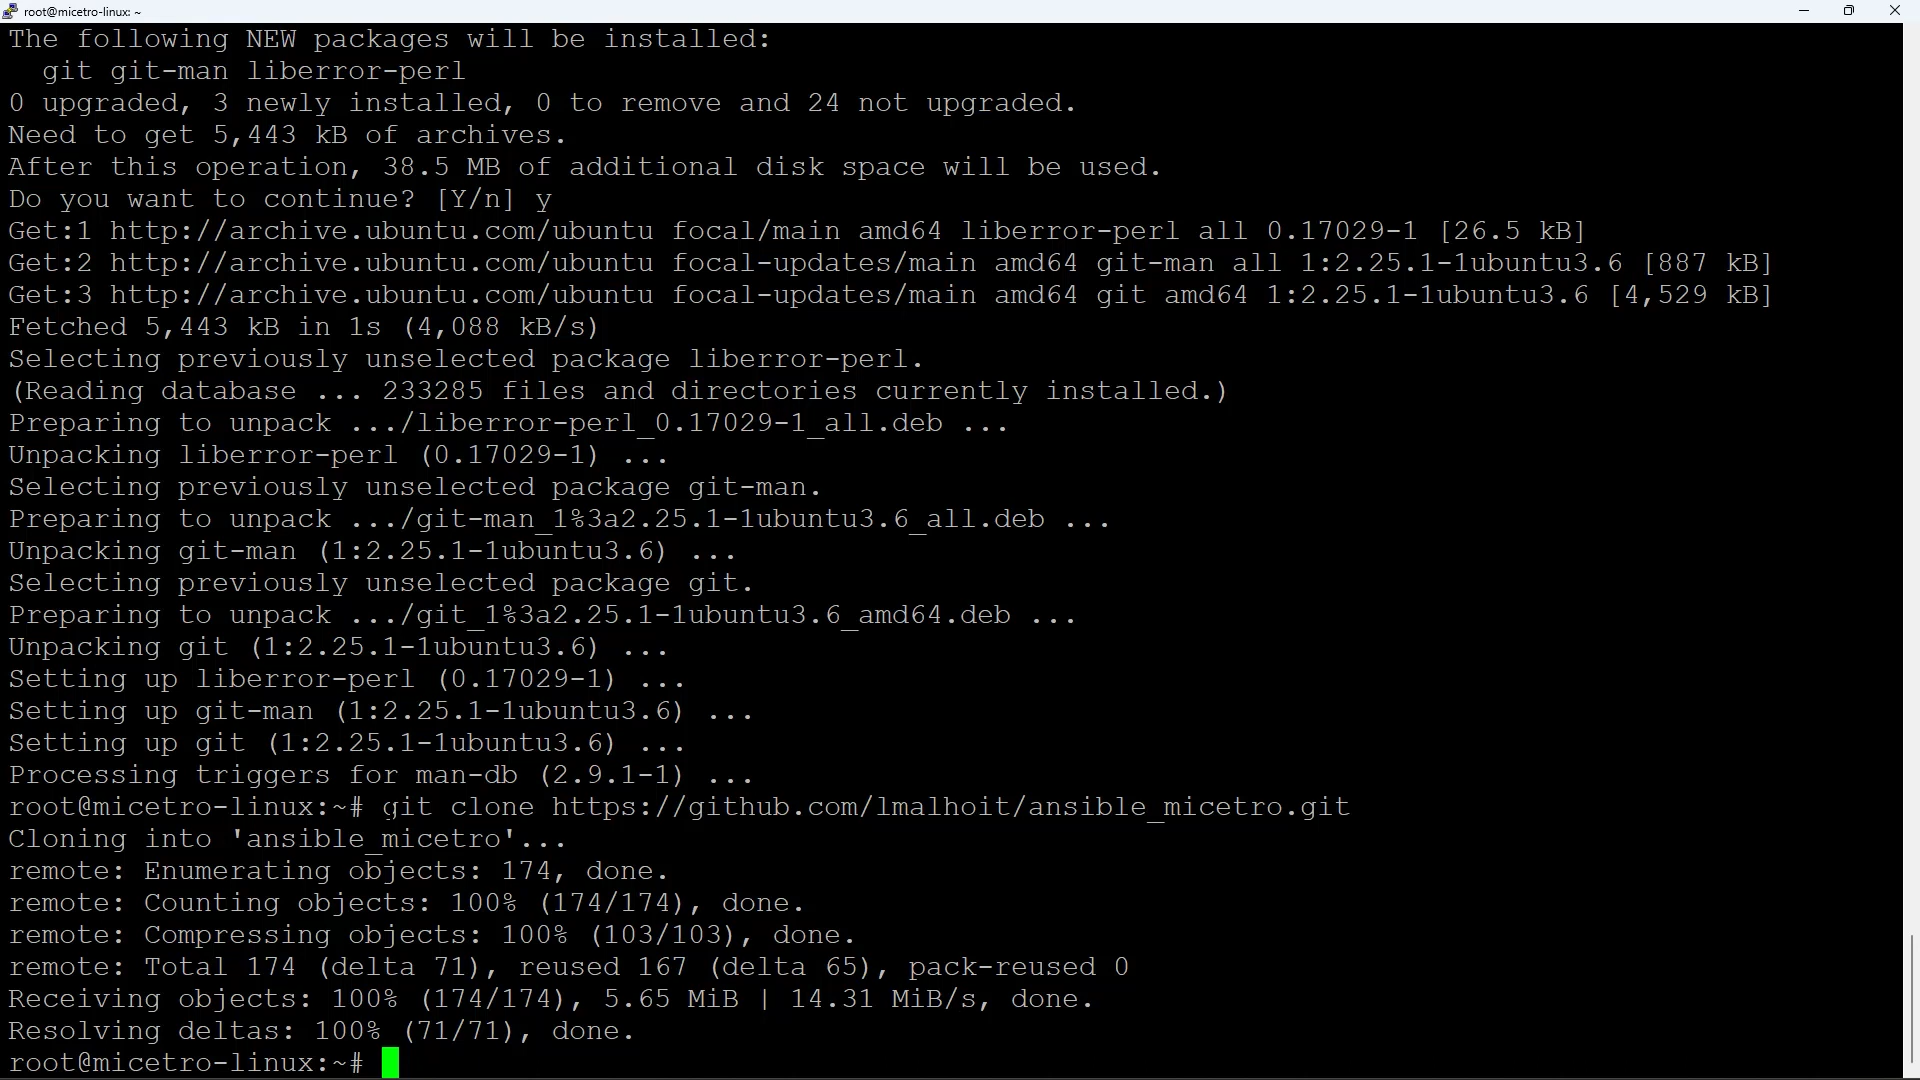 root@micetro-linux: ~
The following NEW packages will be installed:
  git git-man liberror-perl
0 upgraded, 3 newly installed, 0 to remove and 24 not upgraded.
Need to get 5,443 kB of archives.
After this operation, 38.5 MB of additional disk space will be used.
Do you want to continue? [Y/n] y
Get:1 http://archive.ubuntu.com/ubuntu focal/main amd64 liberror-perl all 0.17029-1 [26.5 kB]
Get:2 http://archive.ubuntu.com/ubuntu focal-updates/main amd64 git-man all 1:2.25.1-1ubuntu3.6 [887 kB]
Get:3 http://archive.ubuntu.com/ubuntu focal-updates/main amd64 git amd64 1:2.25.1-1ubuntu3.6 [4,529 kB]
Fetched 5,443 kB in 1s (4,088 kB/s)
Selecting previously unselected package liberror-perl.
(Reading database ... 233285 files and directories currently installed.)
Preparing to unpack .../liberror-perl_0.17029-1_all.deb ...
Unpacking liberror-perl (0.17029-1) ...
Selecting previously unselected package git-man.
Preparing to unpack .../git-man_1%3a2.25.1-1ubuntu3.6_all.deb ...
Unpacking git-man (1:2.25.1-1ubuntu3.6) ...
Selecting previously unselected package git.
Preparing to unpack .../git_1%3a2.25.1-1ubuntu3.6_amd64.deb ...
Unpacking git (1:2.25.1-1ubuntu3.6) ...
Setting up liberror-perl (0.17029-1) ...
Setting up git-man (1:2.25.1-1ubuntu3.6) ...
Setting up git (1:2.25.1-1ubuntu3.6) ...
Processing triggers for man-db (2.9.1-1) ...
root@micetro-linux:~# git clone https://github.com/lmalhoit/ansible_micetro.git
Cloning into 'ansible_micetro'...
remote: Enumerating objects: 174, done.
remote: Counting objects: 100% (174/174), done.
remote: Compressing objects: 100% (103/103), done.
remote: Total 174 (delta 71), reused 167 (delta 65), pack-reused 0
Receiving objects: 100% (174/174), 5.65 MiB | 14.31 MiB/s, done.
Resolving deltas: 100% (71/71), done.
root@micetro-linux:~#